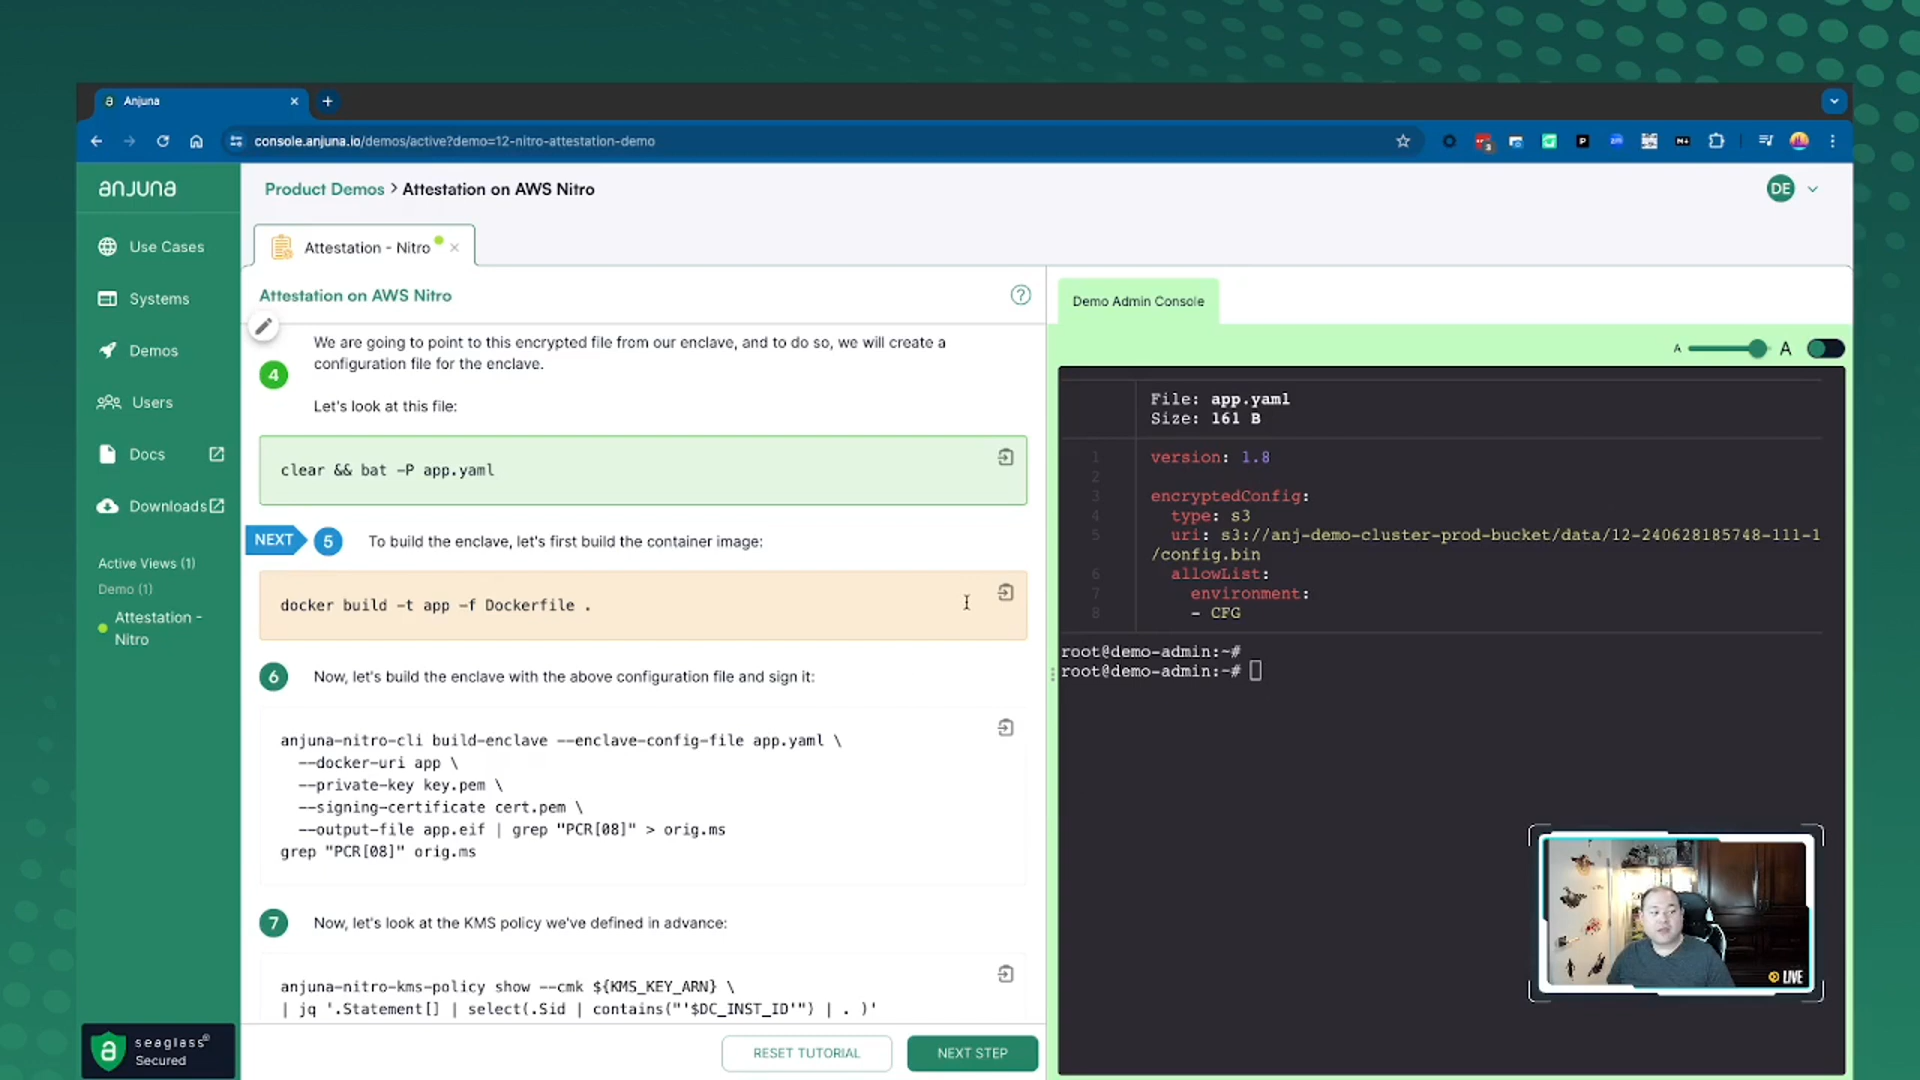 Anjuna
console.anjuna.io/demos/active?demo=12-nitro-attestation-demo
anjuna
Product Demos > Attestation on AWS Nitro
DE
Use Cases
Systems
Demos
Users
Docs
Downloads
Active Views (1)
Demo (1)
Attestation -
Nitro
seaglass®
Secured
Attestation - Nitro
Attestation on AWS Nitro
4
We are going to point to this encrypted file from our enclave, and to do so, we will create a
configuration file for the enclave.
Let's look at this file:
clear && bat -P app.yaml
NEXT
5
To build the enclave, let's first build the container image:
docker build -t app -f Dockerfile .
6
Now, let's build the enclave with the above configuration file and sign it:
anjuna-nitro-cli build-enclave --enclave-config-file app.yaml \
--docker-uri app \
--private-key key.pem \
--signing-certificate cert.pem \
--output-file app.eif | grep "PCR[08]" > orig.ms
grep "PCR[08]" orig.ms
7
Now, let's look at the KMS policy we've defined in advance:
anjuna-nitro-kms-policy show --cmk ${KMS_KEY_ARN} \
| jq '.Statement[] | select(.Sid | contains("'$DC_INST_ID'") | . )'
RESET TUTORIAL
NEXT STEP
Demo Admin Console
A A
File: app.yaml
Size: 161 B
1 version: 1.8
2
3 encryptedConfig:
4 type: s3
5 uri: s3://anj-demo-cluster-prod-bucket/data/12-240628185748-111-1
/config.bin
6 allowList:
7 environment:
8 - CFG
root@demo-admin:~#
root@demo-admin:~#
LIVE